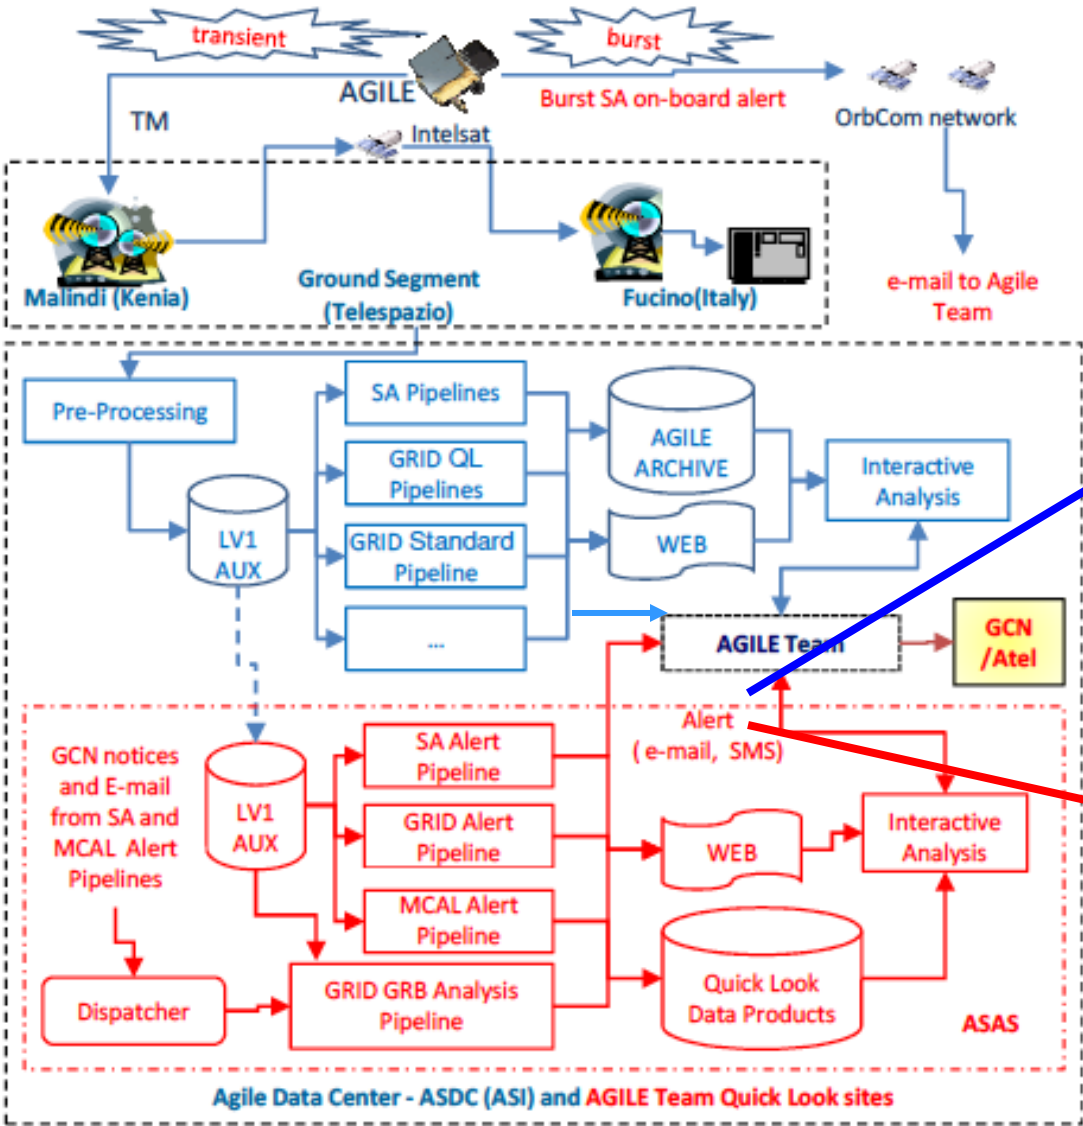 transient
burst
AGILE
Burst SA on-board alert
TM
Intelsat
OrbCom network
Malindi (Kenia)
Ground Segment
(Telespazio)
Fucino(Italy)
e-mail to Agile
Team
Pre-Processing
SA Pipelines
GRID QL
Pipelines
GRID Standard
Pipeline
...
LV1
AUX
AGILE
ARCHIVE
WEB
Interactive
Analysis
AGILE Team
GCN
/Atel
Alert
( e-mail, SMS)
GCN notices
and E-mail
from SA and
MCAL Alert
Pipelines
LV1
AUX
SA Alert
Pipeline
GRID Alert
Pipeline
MCAL Alert
Pipeline
GRID GRB Analysis
Pipeline
Dispatcher
WEB
Quick Look
Data Products
Interactive
Analysis
ASAS
Agile Data Center - ASDC (ASI) and AGILE Team Quick Look sites